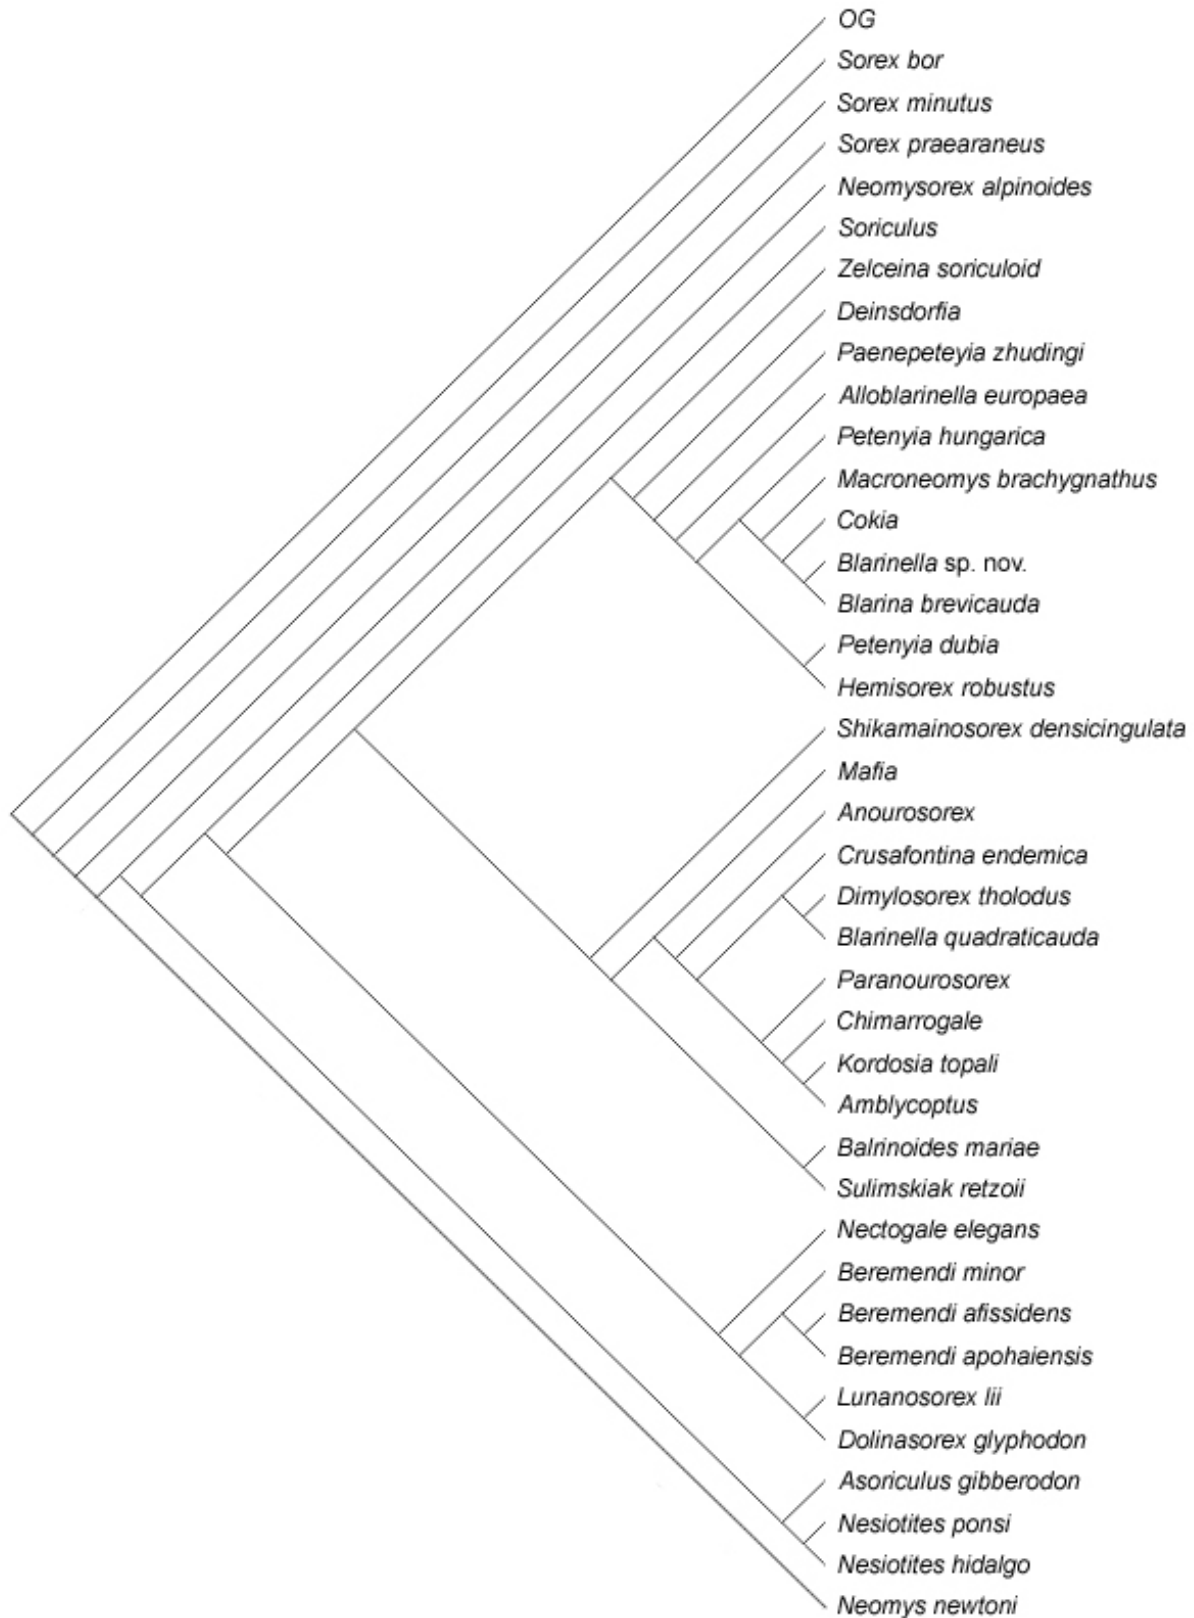 OG
Sorex bor
Sorex minutus
Sorex praearaneus
Neomysorex alpinoides
Soriculus
Zelceina soriculoid
Deinsdorfia
Paenepeteyia zhudingi
Alloblarinella europaea
Petenyia hungarica
Macroneomys brachygnathus
Cokia
Blarinella sp. nov.
Blarina brevicauda
Petenyia dubia
Hemisorex robustus
Shikamainosorex densicingulata
Mafia
Anourosorex
Crusafontina endemica
Dimylosorex tholodus
Blarinella quadraticauda
Paranourosorex
Chimarrogale
Kordosia topali
Amblycoptus
Balrinoides mariae
Sulimskiak retzoii
Nectogale elegans
Beremendi minor
Beremendi afissidens
Beremendi apohaiensis
Lunanosorex lii
Dolinasorex glyphodon
Asoriculus gibberodon
Nesiotites ponsi
Nesiotites hidalgo
Neomys newtoni